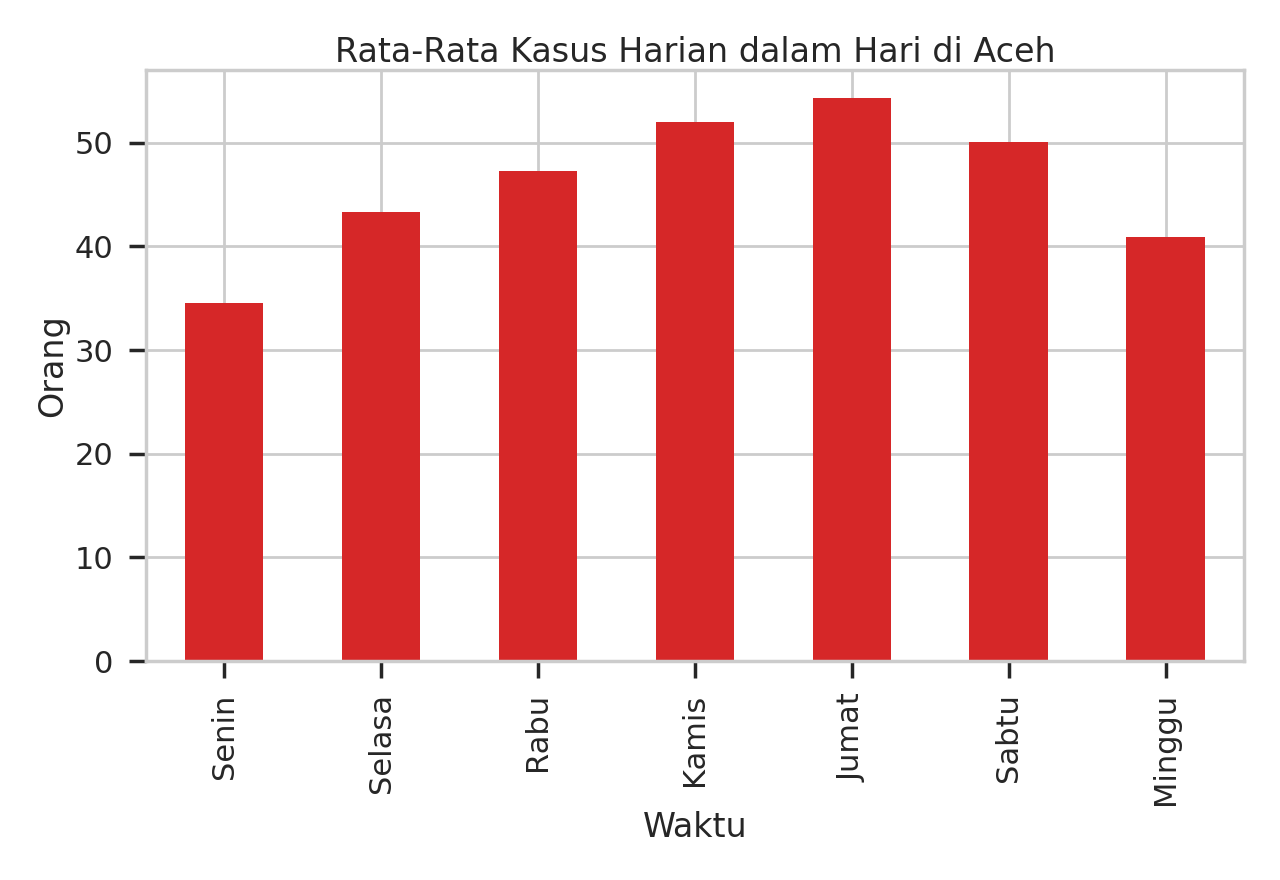 Rata-Rata Kasus Harian dalam Hari di Aceh
50
40
30
20
10
0
Orang
Senin
Selasa
Rabu
Kamis
Jumat
Sabtu
Minggu
Waktu